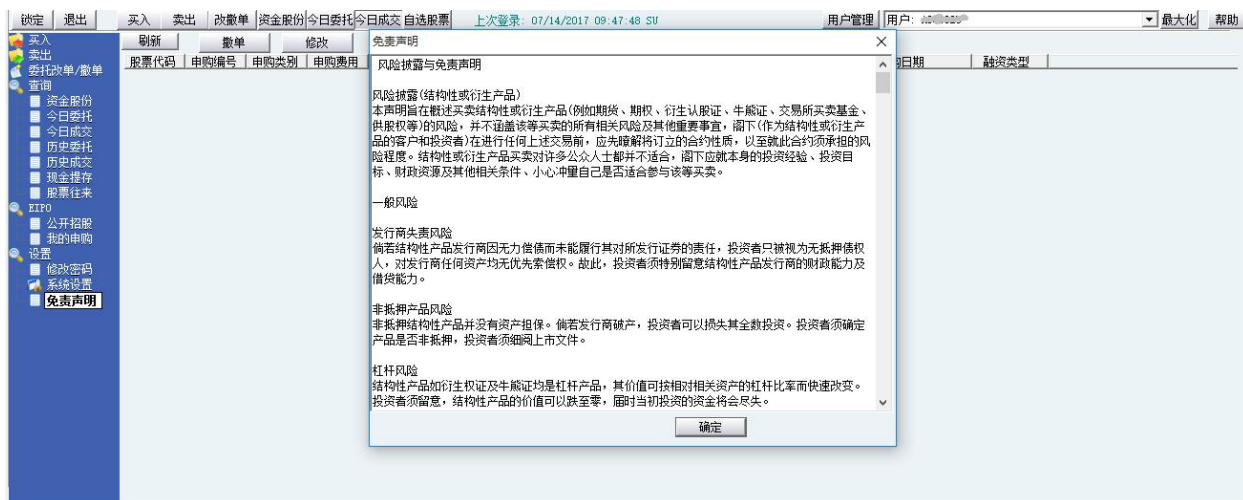 锁定 退出 买入 卖出 改撤单 资金股份 今日委托 今日成交 自选股票 上次登录: 07/14/2017 09:47:48 SU 用户管理 用户: 最大化 帮助
买入
卖出
委托改单/撤单
查询
资金股份
今日委托
今日成交
历史委托
历史成交
现金提存
股票往来
EIPO
公开招股
我的申购
设置
修改密码
系统设置
免责声明
刷新 撤单 修改
股票代码 申购编号 申购类别 申购费用 日期 融资类型
免责声明
风险披露与免责声明
风险披露(结构性或衍生产品)
本声明旨在概述买卖结构性或衍生产品(例如期货、期权、衍生认股证、牛熊证、交易所买卖基金、
供股权等)的风险，并不涵盖该等买卖的所有相关风险及其他重要事宜，阁下(作为结构性或衍生产
品的客户和投资者)在进行任何上述交易前，应先瞭解将订立的合约性质，以至就此合约须承担的风
险程度。结构性或衍生产品买卖对许多公众人士都并不适合，阁下应就本身的投资经验、投资目
标、财政资源及其他相关条件、小心冲量自己是否适合参与该等买卖。
一般风险
发行商失责风险
倘若结构性产品发行商因无力偿债而未能履行其对所发行证券的责任，投资者只被视为无抵押债权
人，对发行商任何资产均无优先索偿权。故此，投资者须特别留意结构性产品发行商的财政能力及
借贷能力。
非抵押产品风险
非抵押结构性产品并没有资产担保。倘若发行商破产，投资者可以损失其全数投资。投资者须确定
产品是否非抵押，投资者须细阅上市文件。
杠杆风险
结构性产品如衍生权证及牛熊证均是杠杆产品，其价值可按相对相关资产的杠杆比率而快速改变。
投资者须留意，结构性产品的价值可以跌至零，届时当初投资的资金将会尽失。
确定